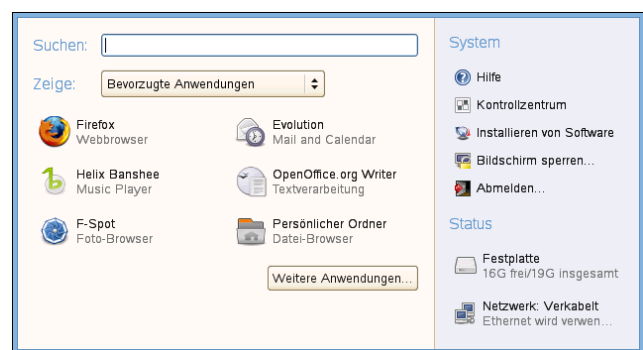 Suchen:
Zeige: Bevorzugte Anwendungen
Firefox
Webbrowser
Evolution
Mail and Calendar
Helix Banshee
Music Player
OpenOffice.org Writer
Textverarbeitung
F-Spot
Foto-Browser
Persönlicher Ordner
Datei-Browser
Weitere Anwendungen...
System
Hilfe
Kontrollzentrum
Installieren von Software
Bildschirm sperren...
Abmelden...
Status
Festplatte
16G frei/19G insgesamt
Netzwerk: Verkabelt
Ethernet wird verwen...